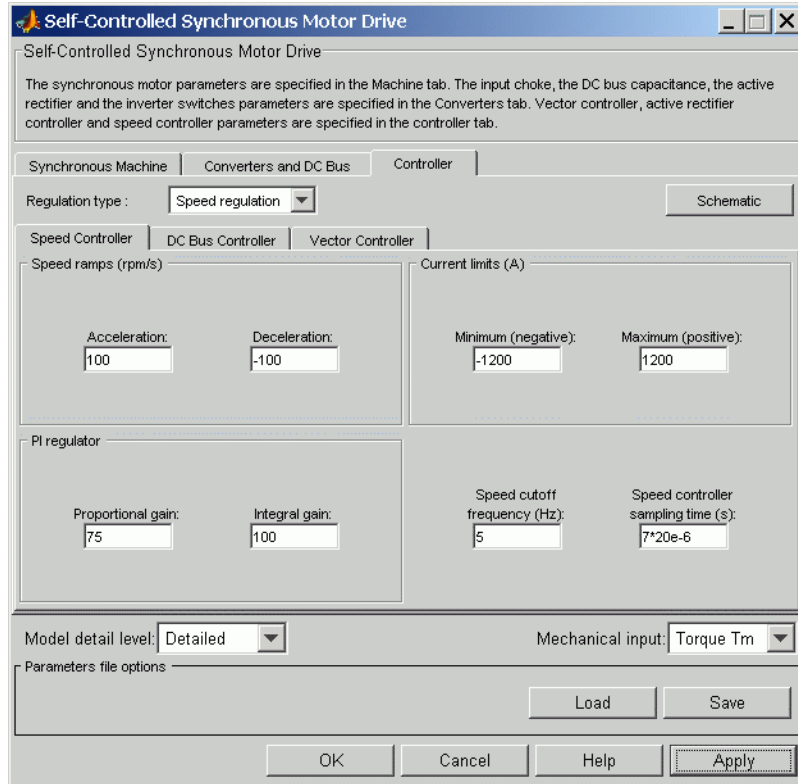 Self-Controlled Synchronous Motor Drive
Self-Controlled Synchronous Motor Drive
The synchronous motor parameters are specified in the Machine tab. The input choke, the DC bus capacitance, the active
rectifier and the inverter switches parameters are specified in the Converters tab. Vector controller, active rectifier
controller and speed controller parameters are specified in the controller tab.
Synchronous Machine Converters and DC Bus Controller
Regulation type : Speed regulation Schematic
Speed Controller DC Bus Controller Vector Controller
Speed ramps (rpm/s) Current limits (A)
Acceleration: Deceleration: Minimum (negative): Maximum (positive):
100 -100 -1200 1200
PI regulator
Speed cutoff Speed controller
Proportional gain: Integral gain: frequency (Hz): sampling time (s):
75 100 5 7*20e-6
Model detail level: Detailed Mechanical input: Torque Tm
Parameters file options
Load Save
OK Cancel Help Apply